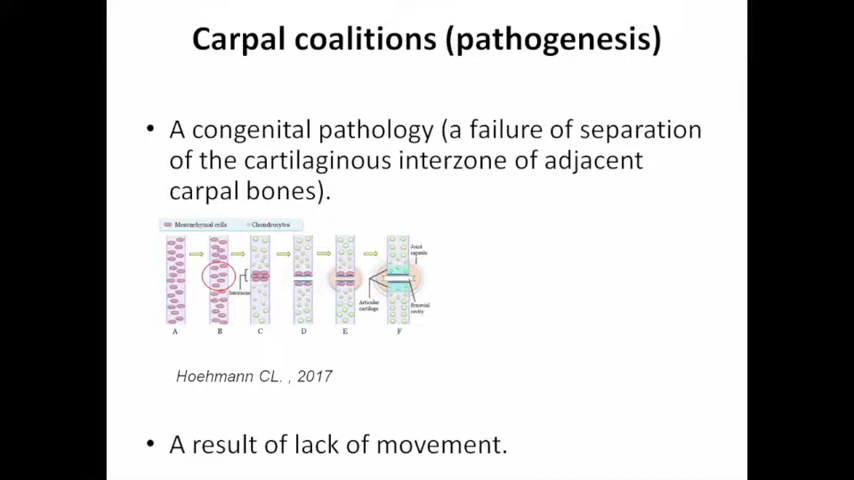 Carpal coalitions (pathogenesis)
• A congenital pathology (a failure of separation
of the cartilaginous interzone of adjacent
carpal bones).
Mesenchymal cells Chondrocytes
Joint
capsule
Interzone
Articular
cartilage
Synovial
cavity
A B C D E F
Hoehmann CL. , 2017
• A result of lack of movement.